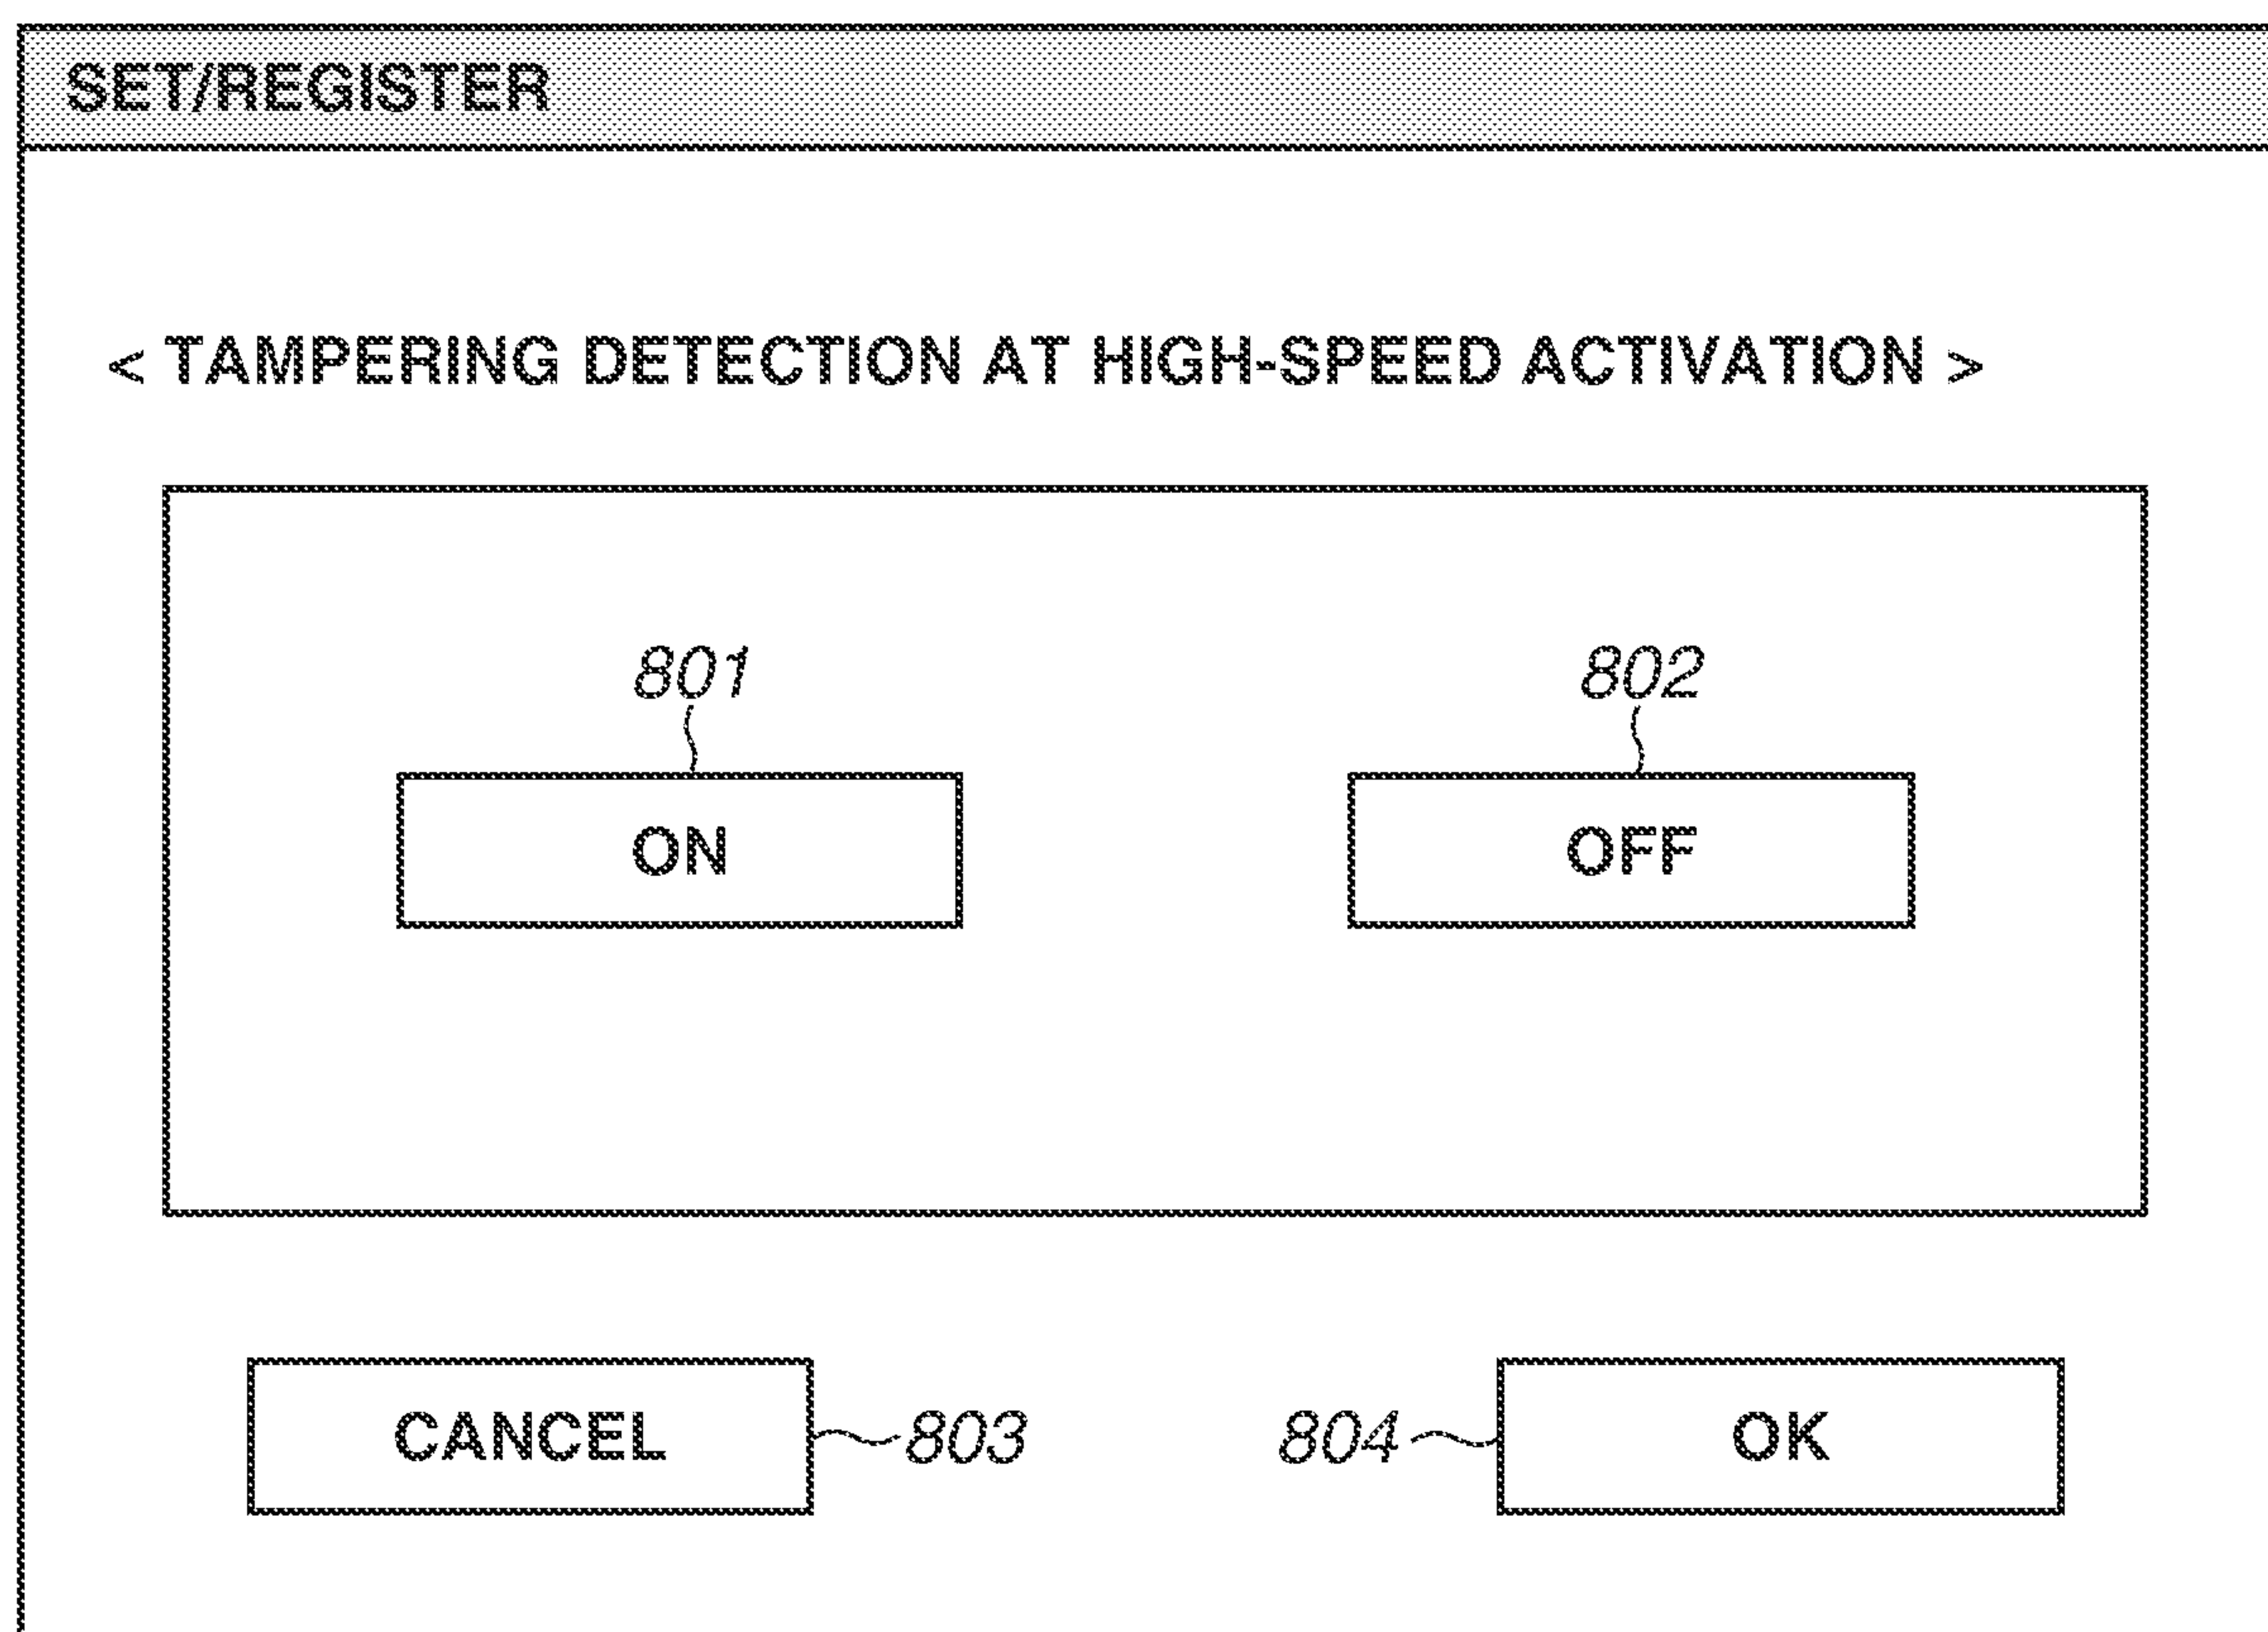 SET/REGISTER
< TAMPERING DETECTION AT HIGH-SPEED ACTIVATION >
801 802
ON OFF
CANCEL 803 804 OK